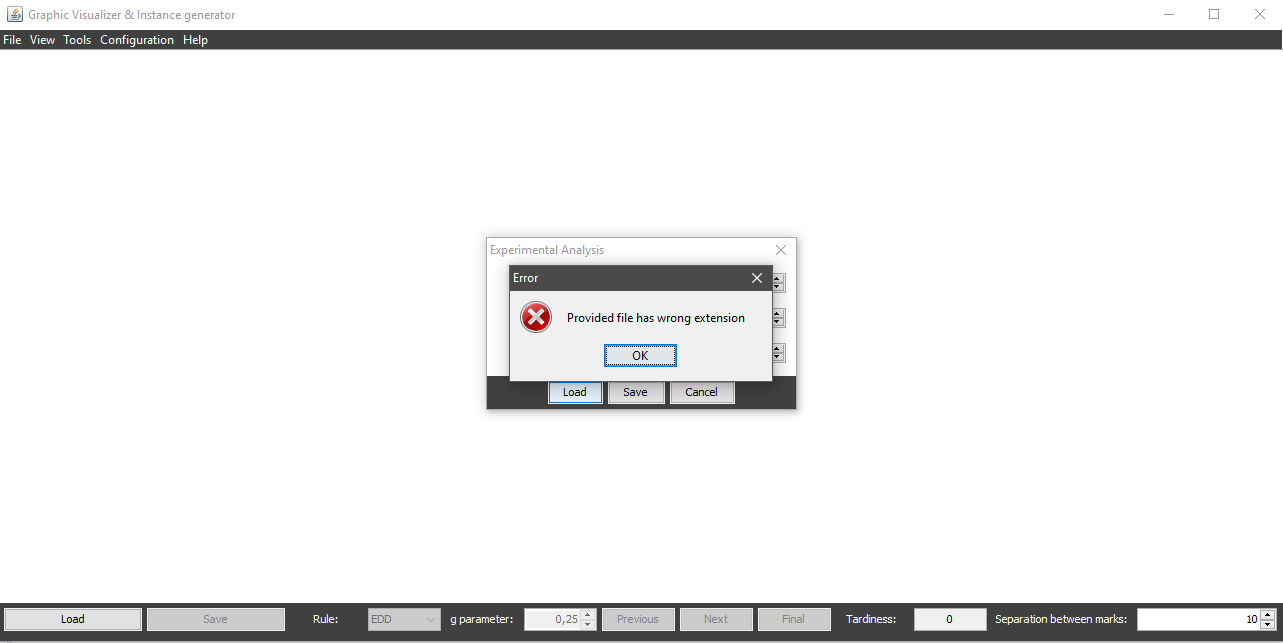 Graphic Visualizer & Instance generator
File View Tools Configuration Help
Experimental Analysis
Error
Provided file has wrong extension
OK
Load Save Cancel
Load Save Rule: EDD g parameter: 0,25 Previous Next Final Tardiness: 0 Separation between marks: 10